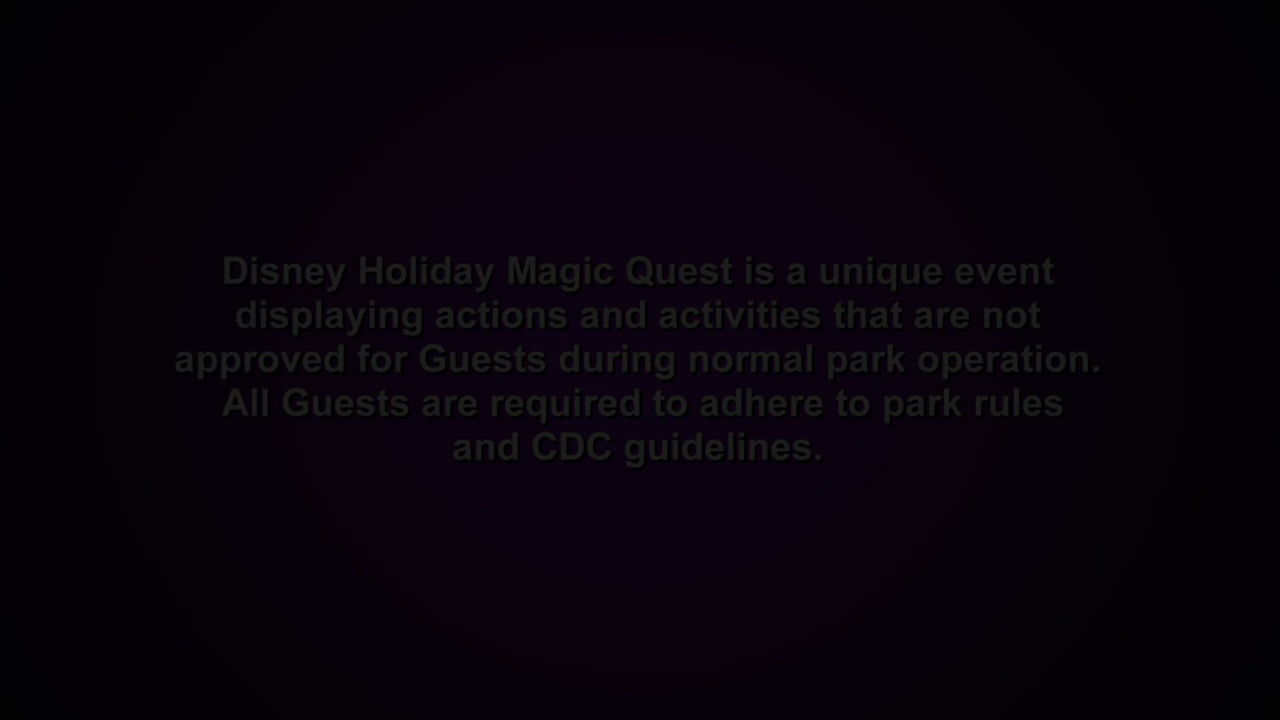 Disney Holiday Magic Quest is a unique event
displaying actions and activities that are not
approved for Guests during normal park operation.
All Guests are required to adhere to park rules
and CDC guidelines.